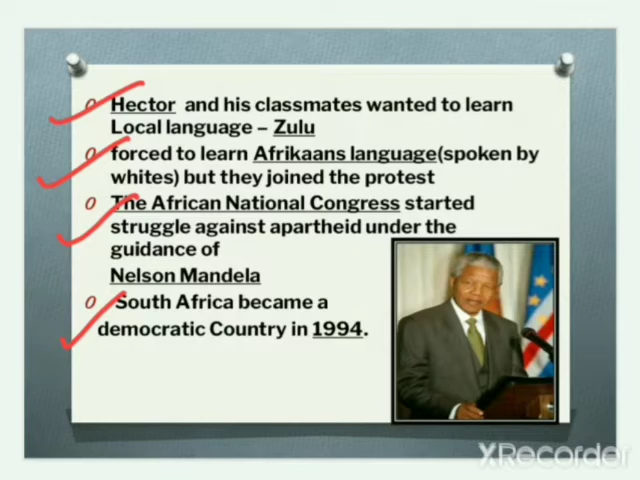 Hector and his classmates wanted to learn
Local language – Zulu
forced to learn Afrikaans language(spoken by
whites) but they joined the protest
The African National Congress started
struggle against apartheid under the
guidance of
Nelson Mandela
South Africa became a
democratic Country in 1994.
XRecorder